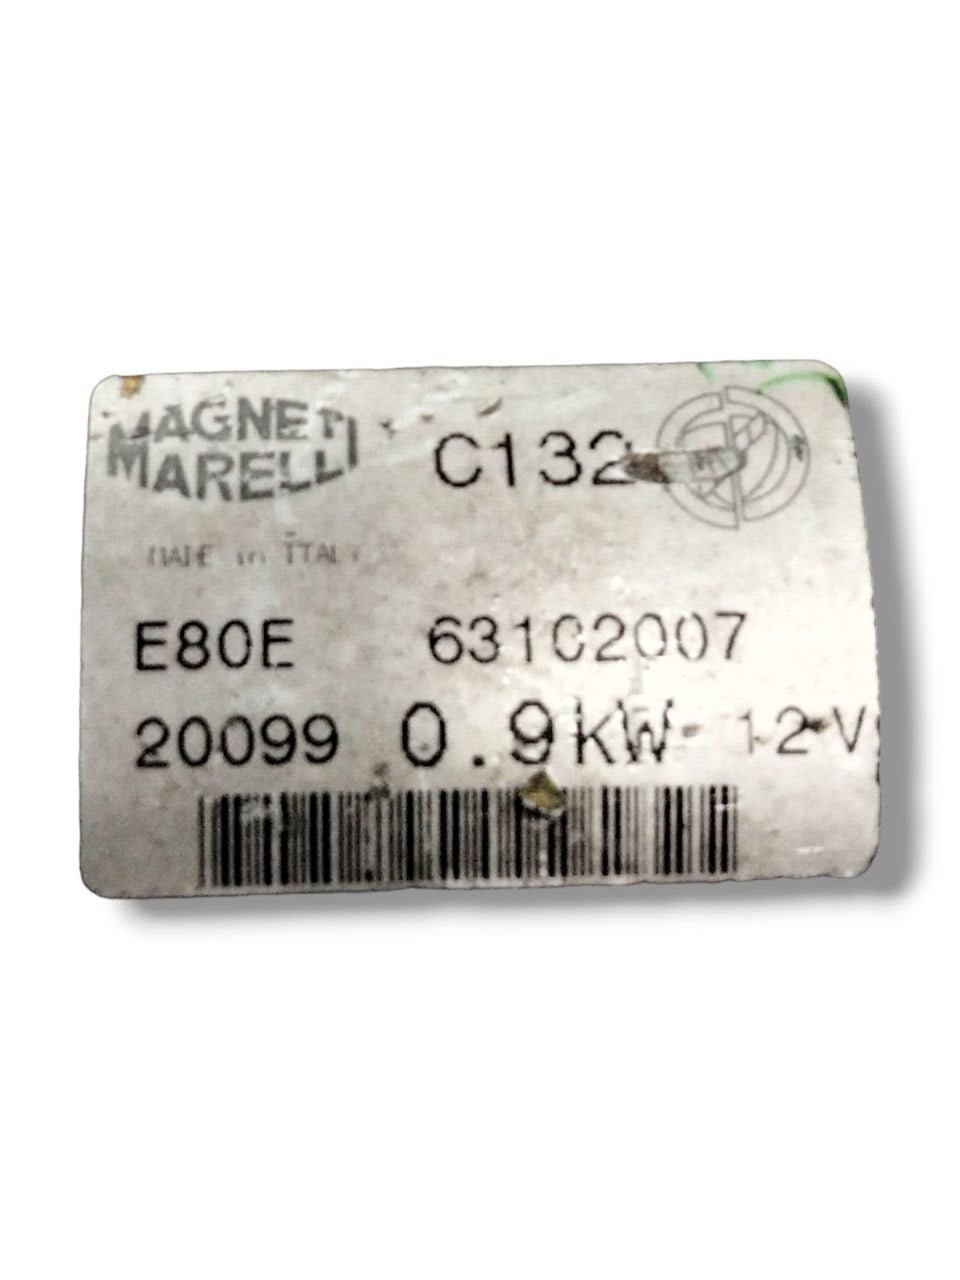 MAGNETI
MARELLI
C132
MADE in ITALY
E80E 63102007
20099 0.9kW 12V